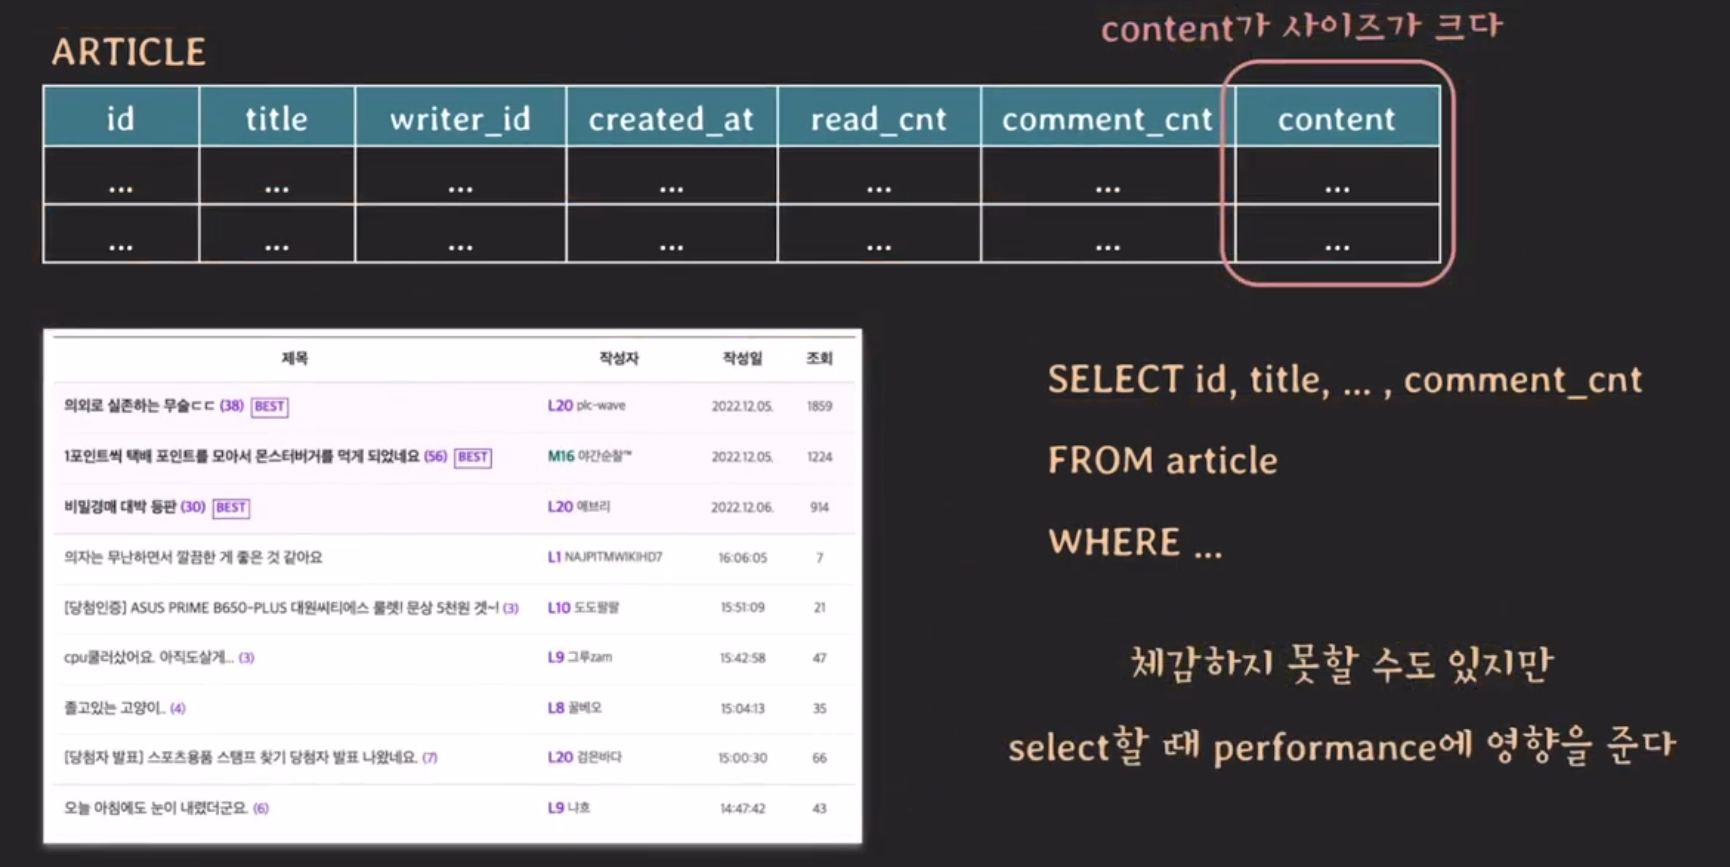 content가 사이즈가 크다
ARTICLE
id title writer_id created_at read_cnt comment_cnt content
... ... ... ... ... ... ...
... ... ... ... ... ... ...
제목 작성자 작성일 조회
의외로 실존하는 무술ㄷㄷ (38) BEST L20 plc-wave 2022.12.05. 1859
1포인트씩 택배 포인트를 모아서 몬스터버거를 먹게 되었네요 (56) BEST M16 야간순찰™ 2022.12.05. 1224
비밀경매 대박 등판 (30) BEST L20 에브리 2022.12.06. 914
의자는 무난하면서 깔끔한 게 좋은 것 같아요 L1 NAJPITMWIKIHD7 16:06:05 7
[당첨인증] ASUS PRIME B650-PLUS 대원씨티에스 룰렛! 문상 5천원 겟~! (3) L10 도도팔팔 15:51:09 21
cpu쿨러샀어요. 아직도살게... (3) L9 그루zam 15:42:58 47
졸고있는 고양이.. (4) L8 꿀베오 15:04:13 35
[당첨자 발표] 스포츠용품 스탬프 찾기 당첨자 발표 나왔네요. (7) L20 검은바다 15:00:30 66
오늘 아침에도 눈이 내렸더군요. (6) L9 냐흐 14:47:42 43
SELECT id, title, ... , comment_cnt
FROM article
WHERE ...
체감하지 못할 수도 있지만
select할 때 performance에 영향을 준다